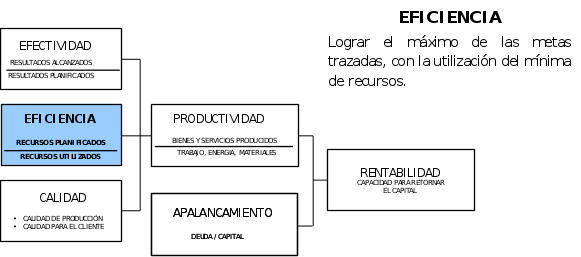 EFICIENCIA
Lograr el máximo de las metas
trazadas, con la utilización del mínima
de recursos.
EFECTIVIDAD
RESULTADOS ALCANZADOS
RESULTADOS PLANIFICADOS
EFICIENCIA
RECURSOS PLANIFICADOS
RECURSOS UTILIZADOS
CALIDAD
• CALIDAD DE PRODUCCIÓN
• CALIDAD PARA EL CLIENTE
PRODUCTIVIDAD
BIENES Y SERVICIOS PRODUCIDOS
TRABAJO, ENERGIA, MATERIALES
APALANCAMIENTO
DEUDA / CAPITAL
RENTABILIDAD
CAPACIDAD PARA RETORNAR
EL CAPITAL